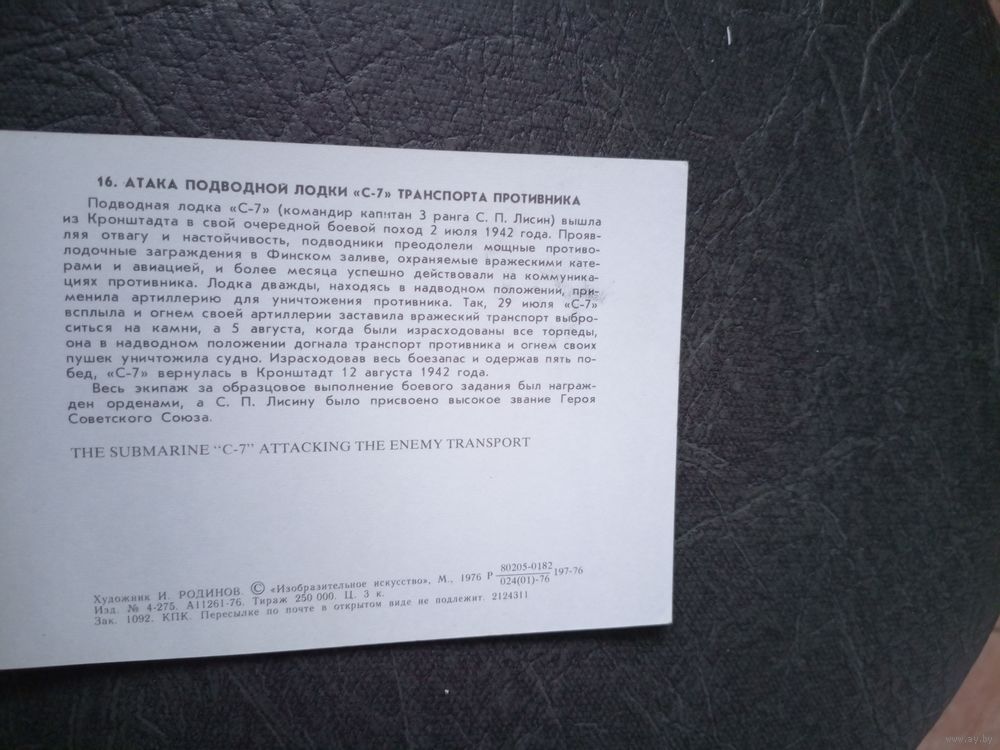 16. АТАКА ПОДВОДНОЙ ЛОДКИ «С-7» ТРАНСПОРТА ПРОТИВНИКА
Подводная лодка «С-7» (командир капитан 3 ранга С. П. Лисин) вышла
из Кронштадта в свой очередной боевой поход 2 июля 1942 года. Прояв-
ляя отвагу и настойчивость, подводники преодолели мощные противо-
лодочные заграждения в Финском заливе, охраняемые вражескими кате-
рами и авиацией, и более месяца успешно действовали на коммуника-
циях противника. Лодка дважды, находясь в надводном положении, при-
менила артиллерию для уничтожения противника. Так, 29 июля «С-7»
всплыла и огнем своей артиллерии заставила вражеский транспорт выбро-
ситься на камни, а 5 августа, когда были израсходованы все торпеды,
она в надводном положении догнала транспорт противника и огнем своих
пушек уничтожила судно. Израсходовав весь боезапас и одержав пять по-
бед, «С-7» вернулась в Кронштадт 12 августа 1942 года.
Весь экипаж за образцовое выполнение боевого задания был награж-
ден орденами, а С. П. Лисину было присвоено высокое звание Героя
Советского Союза.
THE SUBMARINE “C-7” ATTACKING THE ENEMY TRANSPORT
Художник И. РОДИНОВ. © «Изобразительное искусство», М., 1976 Р 80205-0182/024(01)-76 197-76
Изд. № 4-275. А11261-76. Тираж 250 000. Ц. 3 к.
Зак. 1092. КПК. Пересылке по почте в открытом виде не подлежит. 2124311
www.ay.by